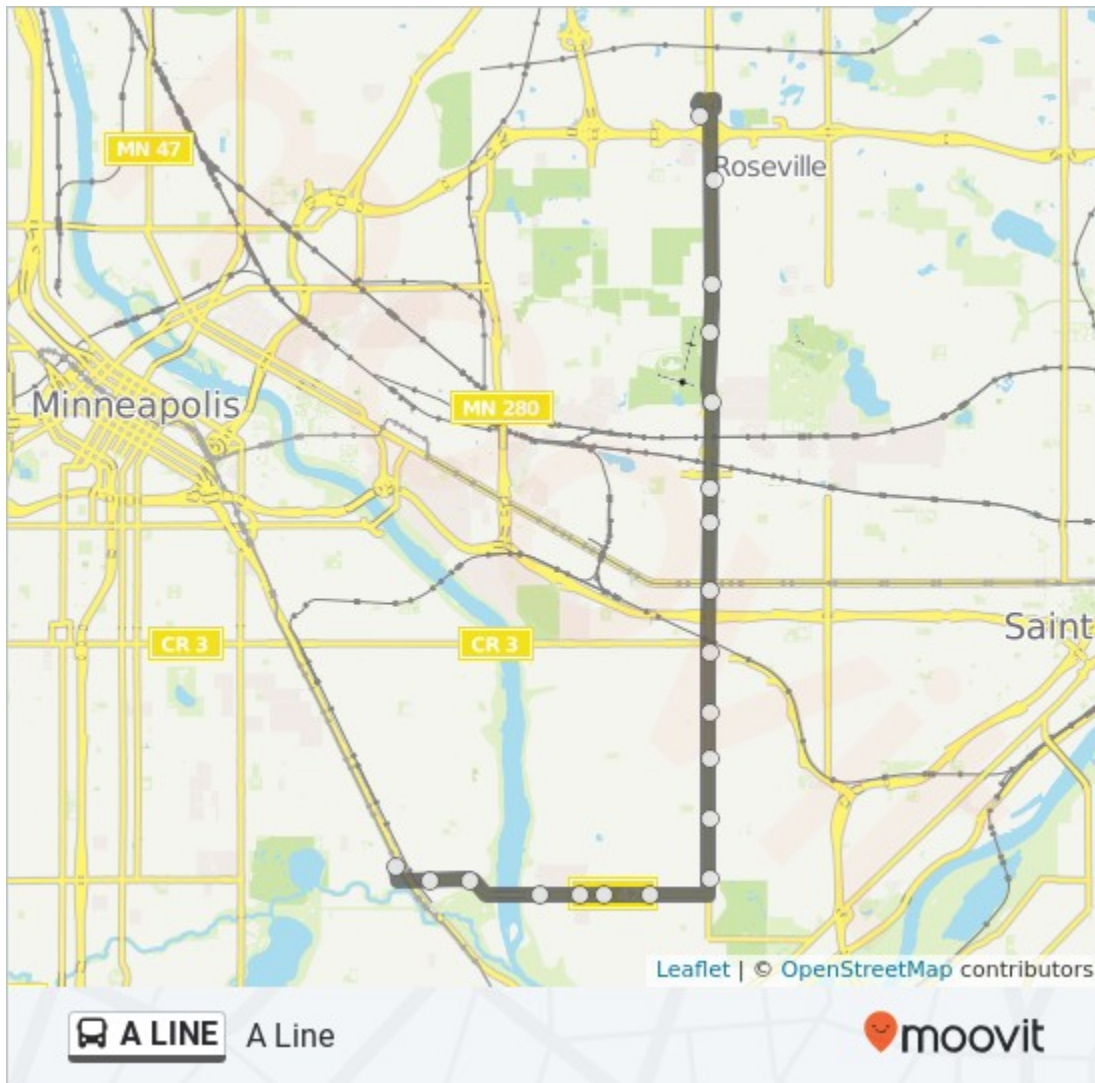 MN 47
Roseville
Minneapolis
MN 280
CR 3
CR 3
Saint
Leaflet | © OpenStreetMap contributors
A LINE A Line
moovit